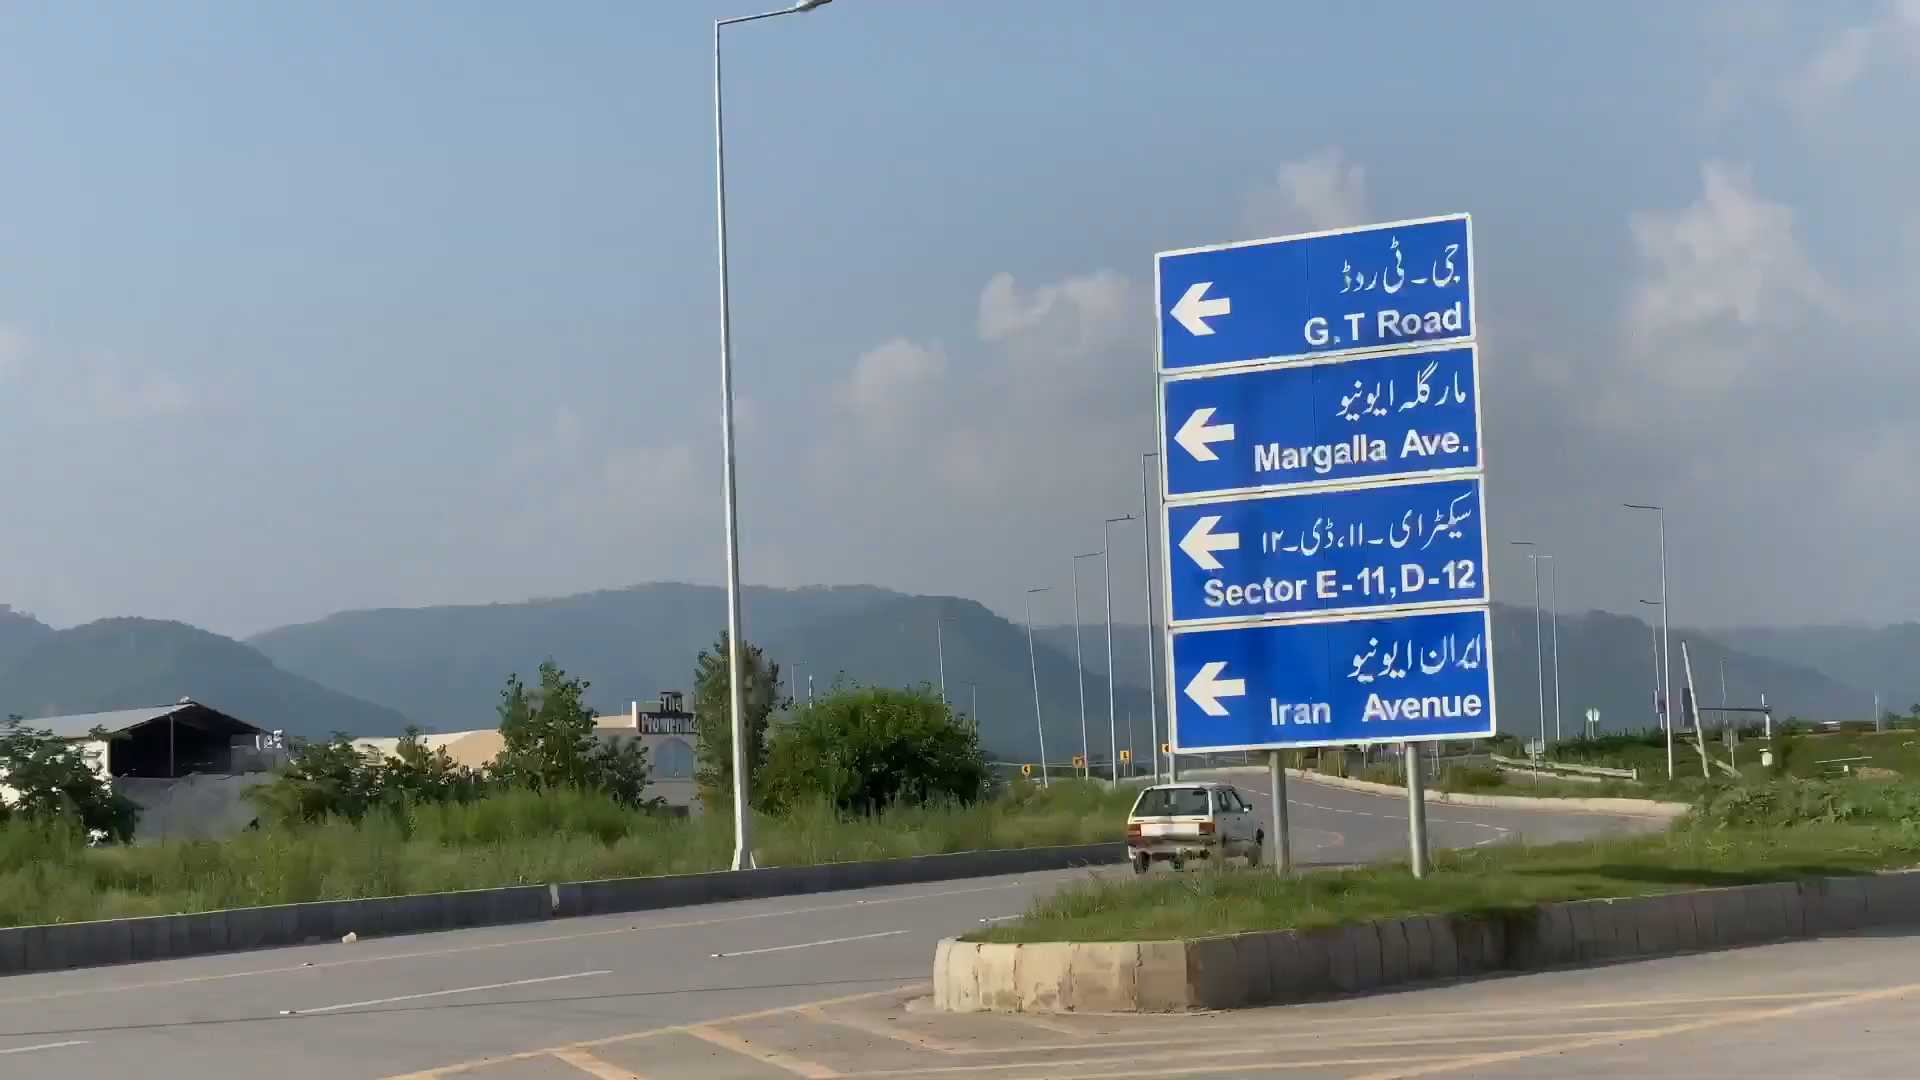 جی ۔ ٹی روڈ
G.T Road
مارگلہ ایونیو
Margalla Ave.
سیکٹر ای ۔ ۱۱، ڈی ۔ ۱۲
Sector E-11, D-12
ایران ایونیو
Iran Avenue
The